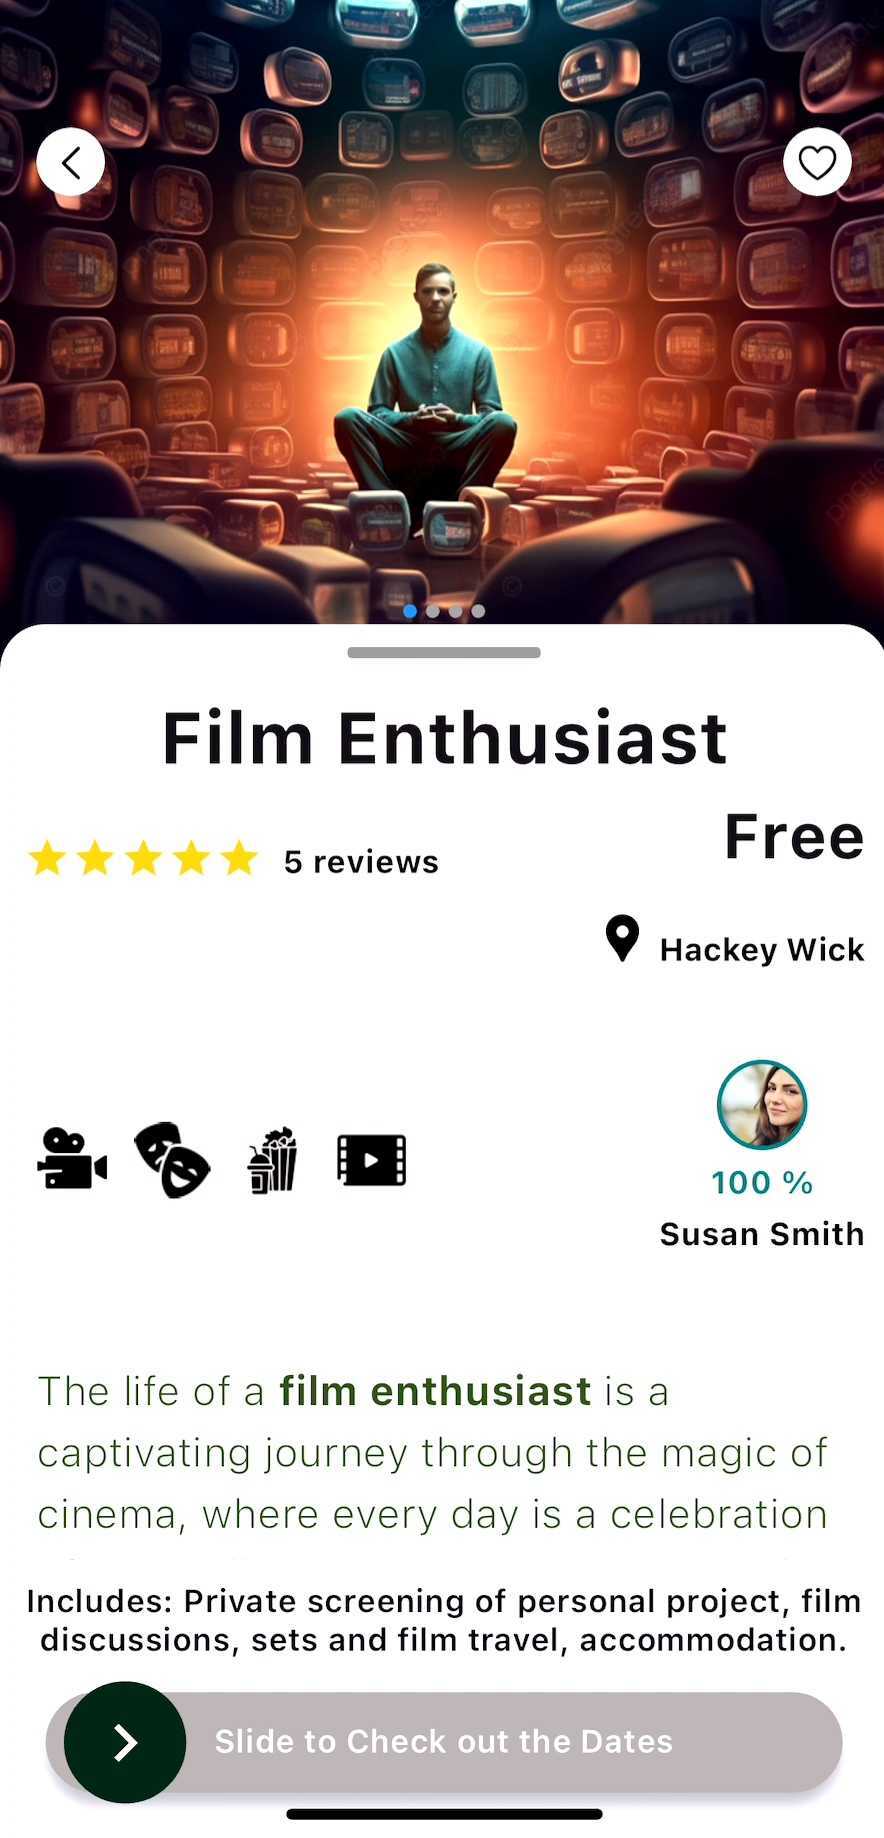 Film Enthusiast
Free
5 reviews
Hackey Wick
100 %
Susan Smith
The life of a film enthusiast is a
captivating journey through the magic of
cinema, where every day is a celebration
Includes: Private screening of personal project, film
discussions, sets and film travel, accommodation.
Slide to Check out the Dates